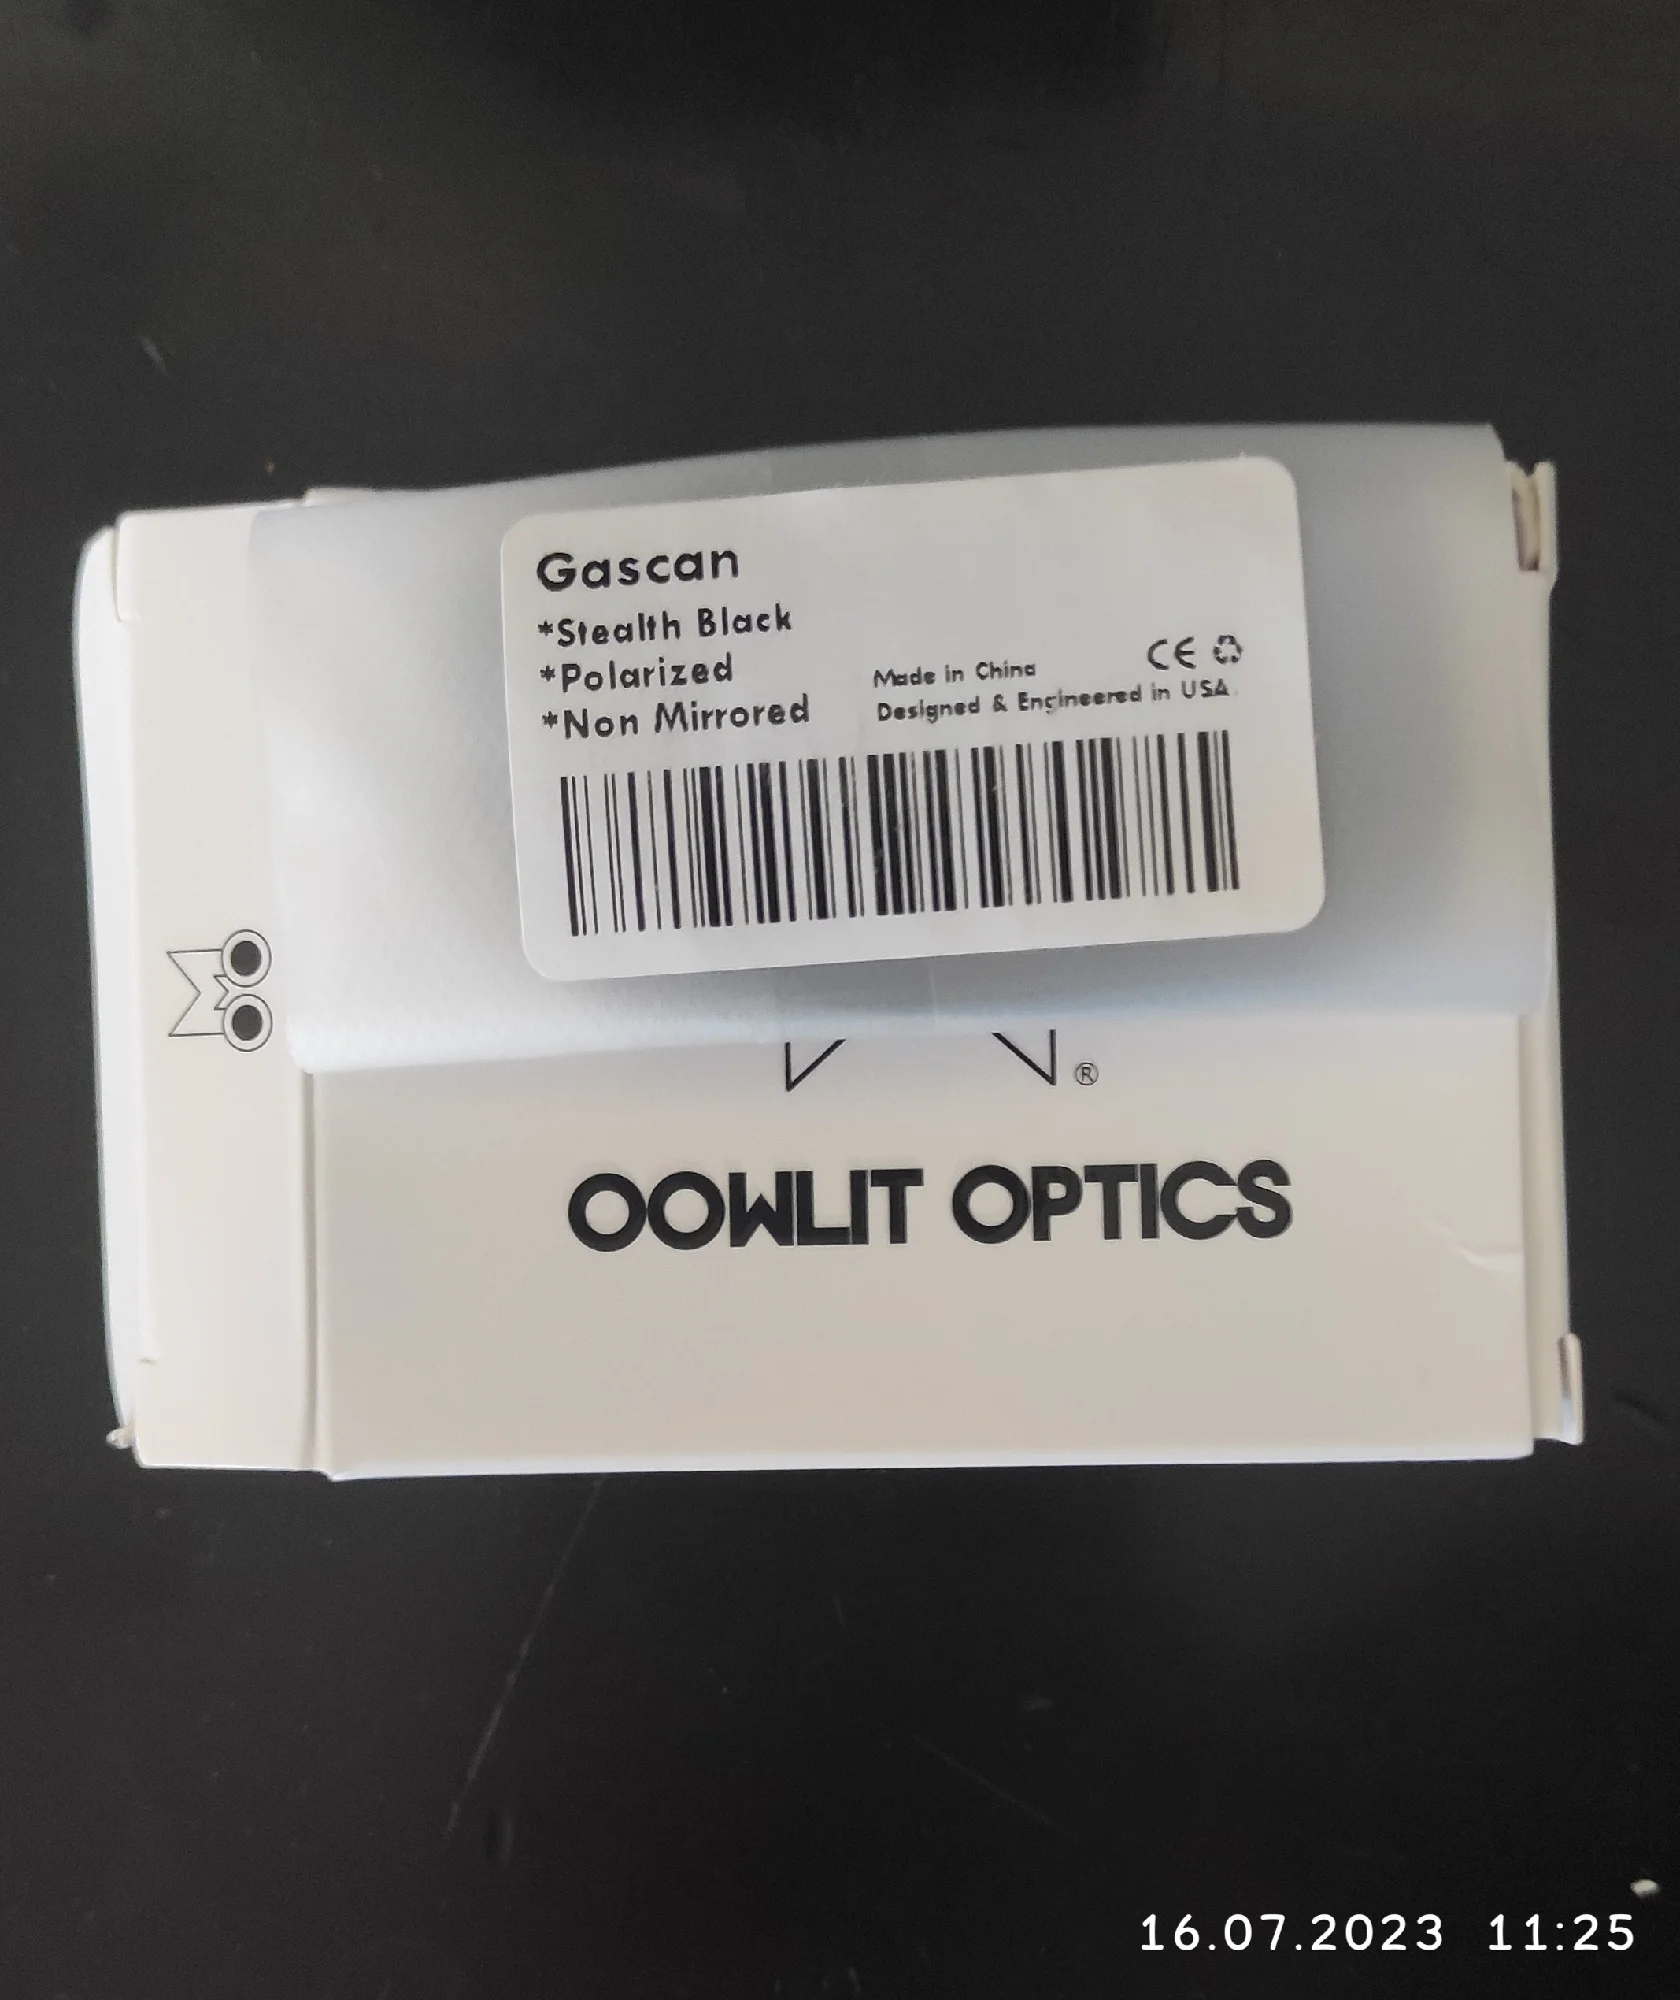 Gascan
*Stealth Black
*Polarized
*Non Mirrored
Made in China
CE
Designed & Engineered in USA
®
OOWLIT OPTICS
16.07.2023 11:25